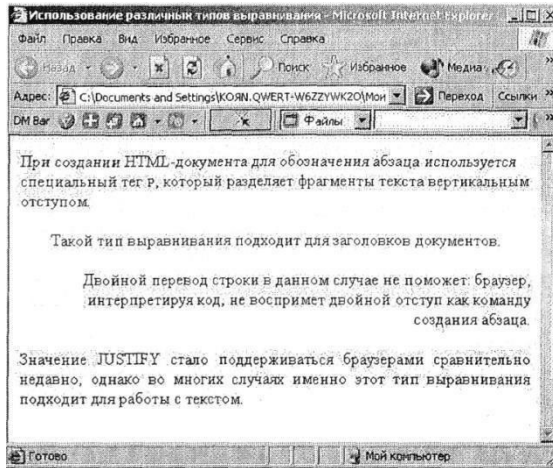 Использование различных типов выравнивания - Microsoft Internet Explorer
Файл Правка Вид Избранное Сервис Справка
Назад Поиск Избранное Медиа »
Адрес: C:\Documents and Settings\KOЯN.QWERT-W6ZZYWK2O\Мои Переход Ссылки »
DM Bar Файлы »
При создании HTML-документа для обозначения абзаца используется
специальный тег P, который разделяет фрагменты текста вертикальным
отступом.
Такой тип выравнивания подходит для заголовков документов.
Двойной перевод строки в данном случае не поможет: браузер,
интерпретируя код, не воспримет двойной отступ как команду
создания абзаца.
Значение JUSTIFY стало поддерживаться браузерами сравнительно
недавно, однако во многих случаях именно этот тип выравнивания
подходит для работы с текстом.
Готово Мой компьютер